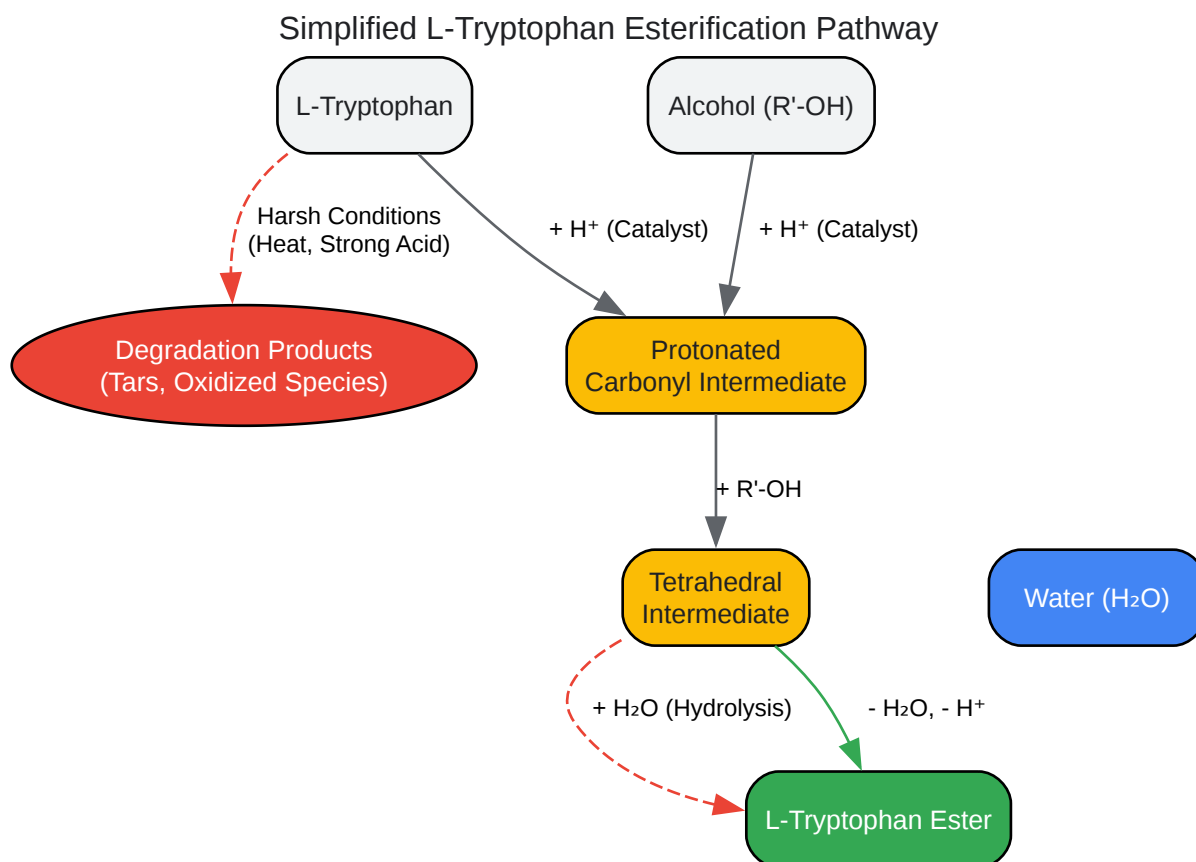 Simplified L-Tryptophan Esterification Pathway
L-Tryptophan
Alcohol (R'-OH)
Harsh Conditions
(Heat, Strong Acid)
+ H⁺ (Catalyst)
+ H⁺ (Catalyst)
Degradation Products
(Tars, Oxidized Species)
Protonated
Carbonyl Intermediate
+ R'-OH
Tetrahedral
Intermediate
Water (H₂O)
+ H₂O (Hydrolysis)
- H₂O, - H⁺
L-Tryptophan Ester